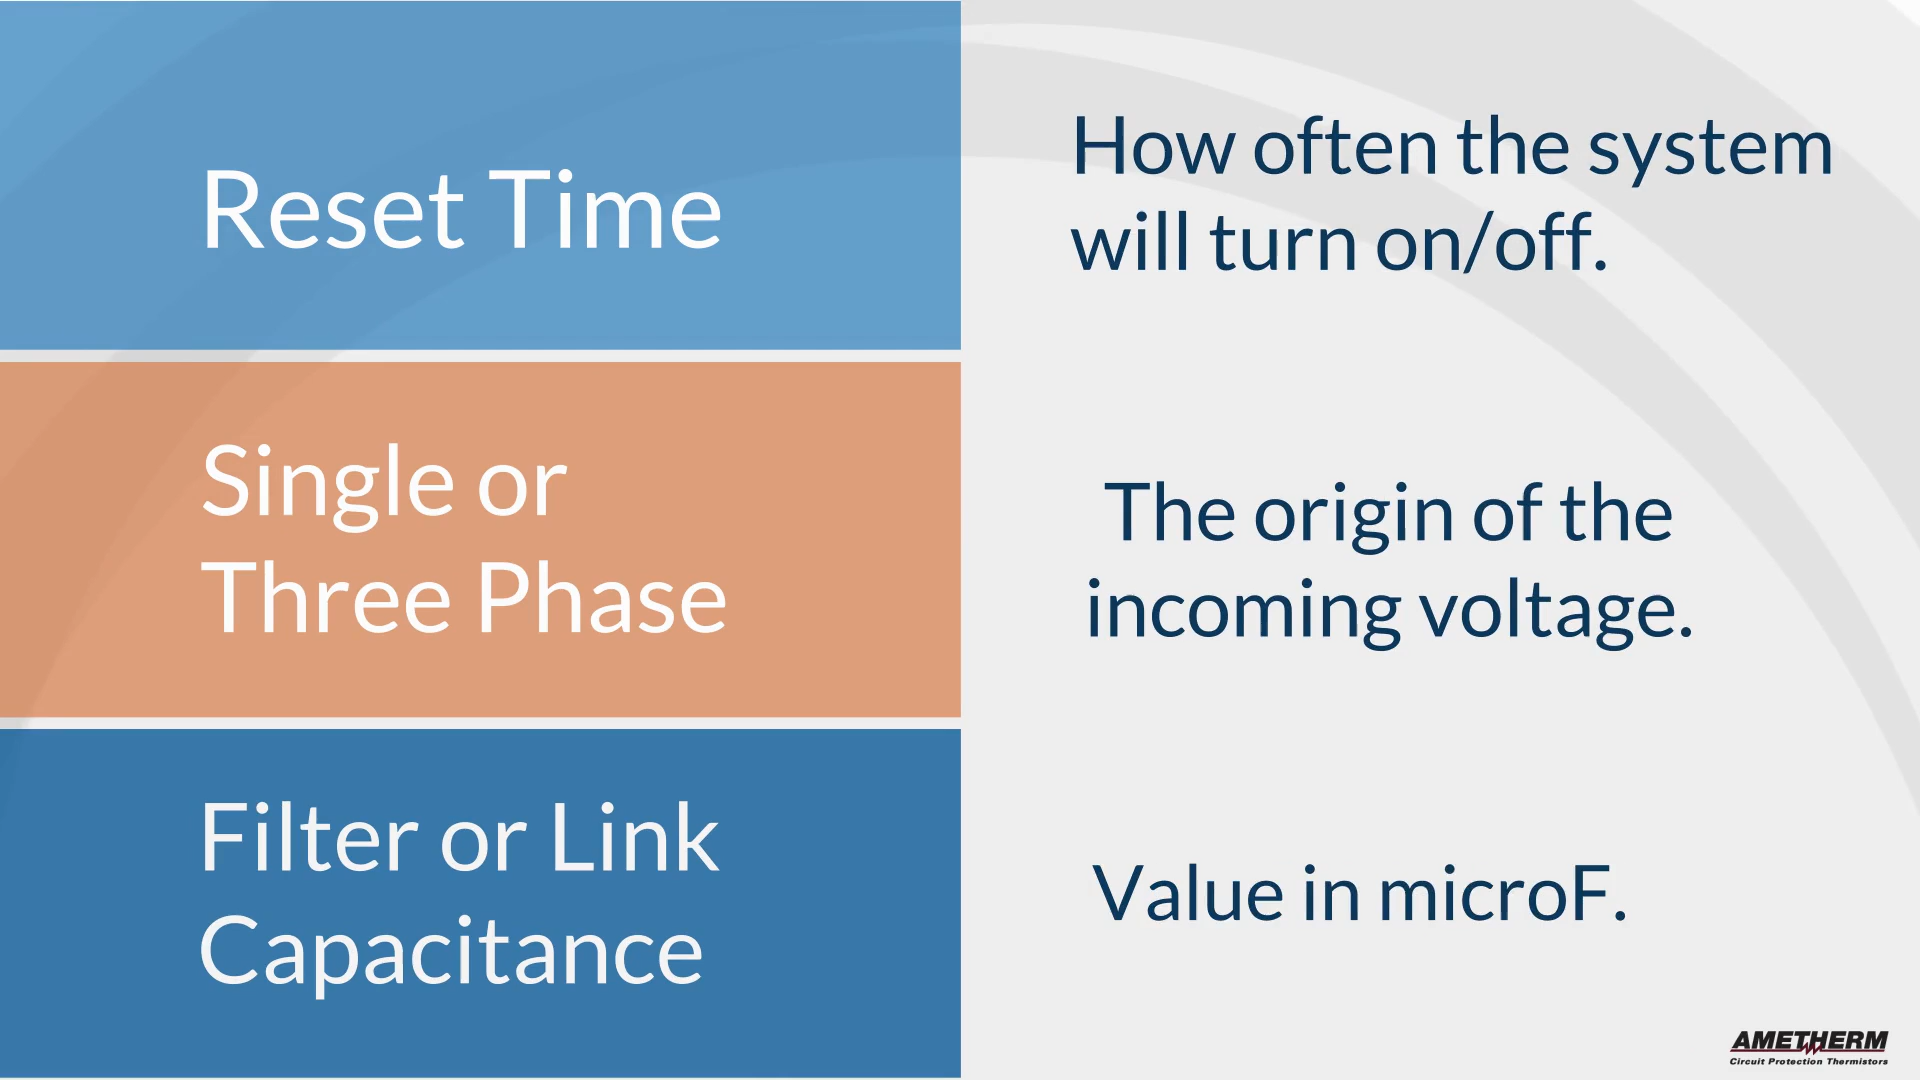 Reset Time
How often the system
will turn on/off.
Single or
Three Phase
The origin of the
incoming voltage.
Filter or Link
Capacitance
Value in microF.
AMETHERM
Circuit Protection Thermistors